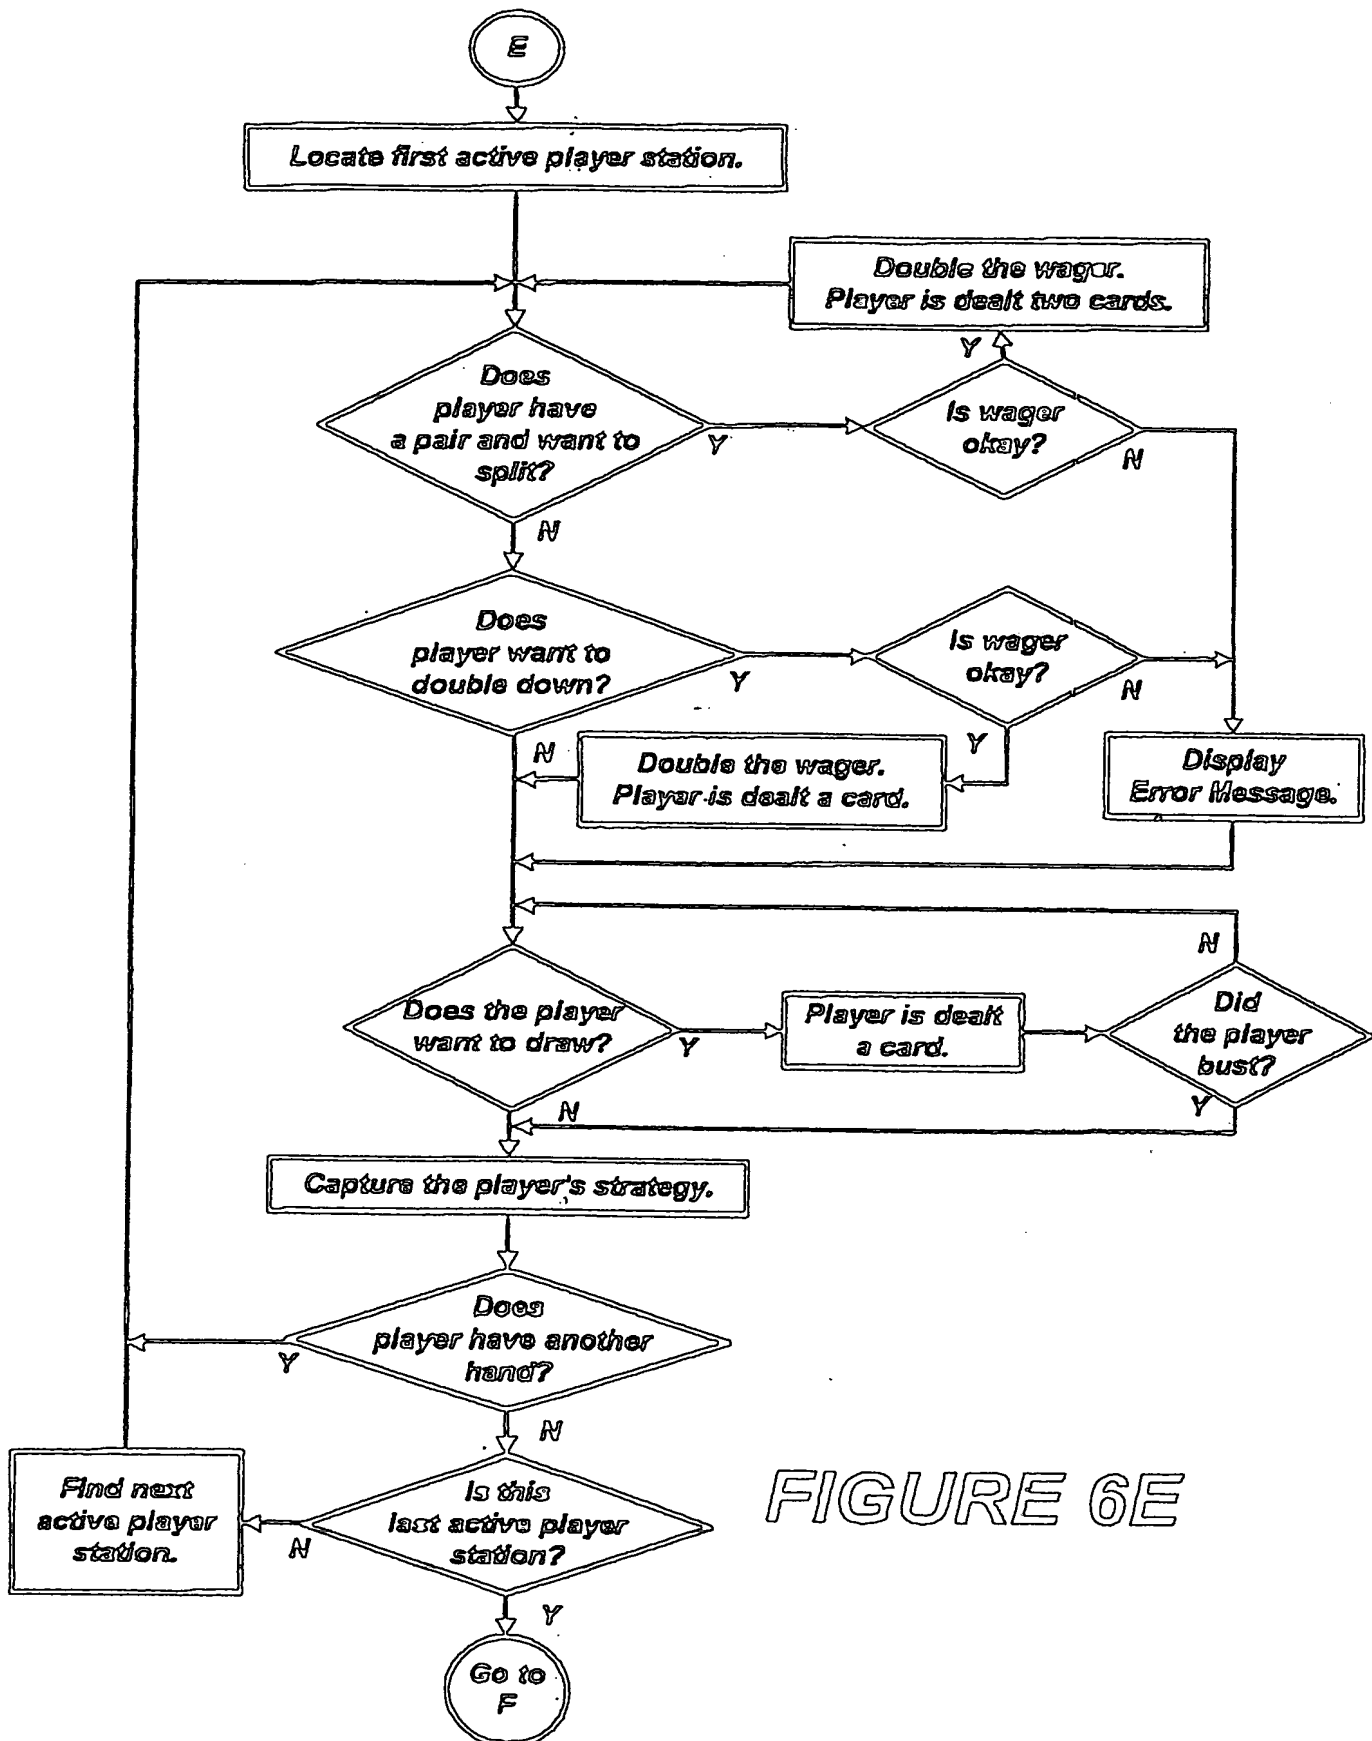 E
Locate first active player station.
Double the wager.
Player is dealt two cards.
Y
Does
player have
a pair and want to
split?
Y
Is wager
okay?
N
N
Does
player want to
double down?
Y
Is wager
okay?
N
N
Y
Double the wager.
Player is dealt a card.
Display
Error Message.
N
Does the player
want to draw?
Y
Player is dealt
a card.
Did
the player
bust?
Y
N
Capture the player's strategy.
Does
player have another
hand?
Y
N
Find next
active player
station.
N
Is this
last active player
station?
Y
Go to
F
FIGURE 6E